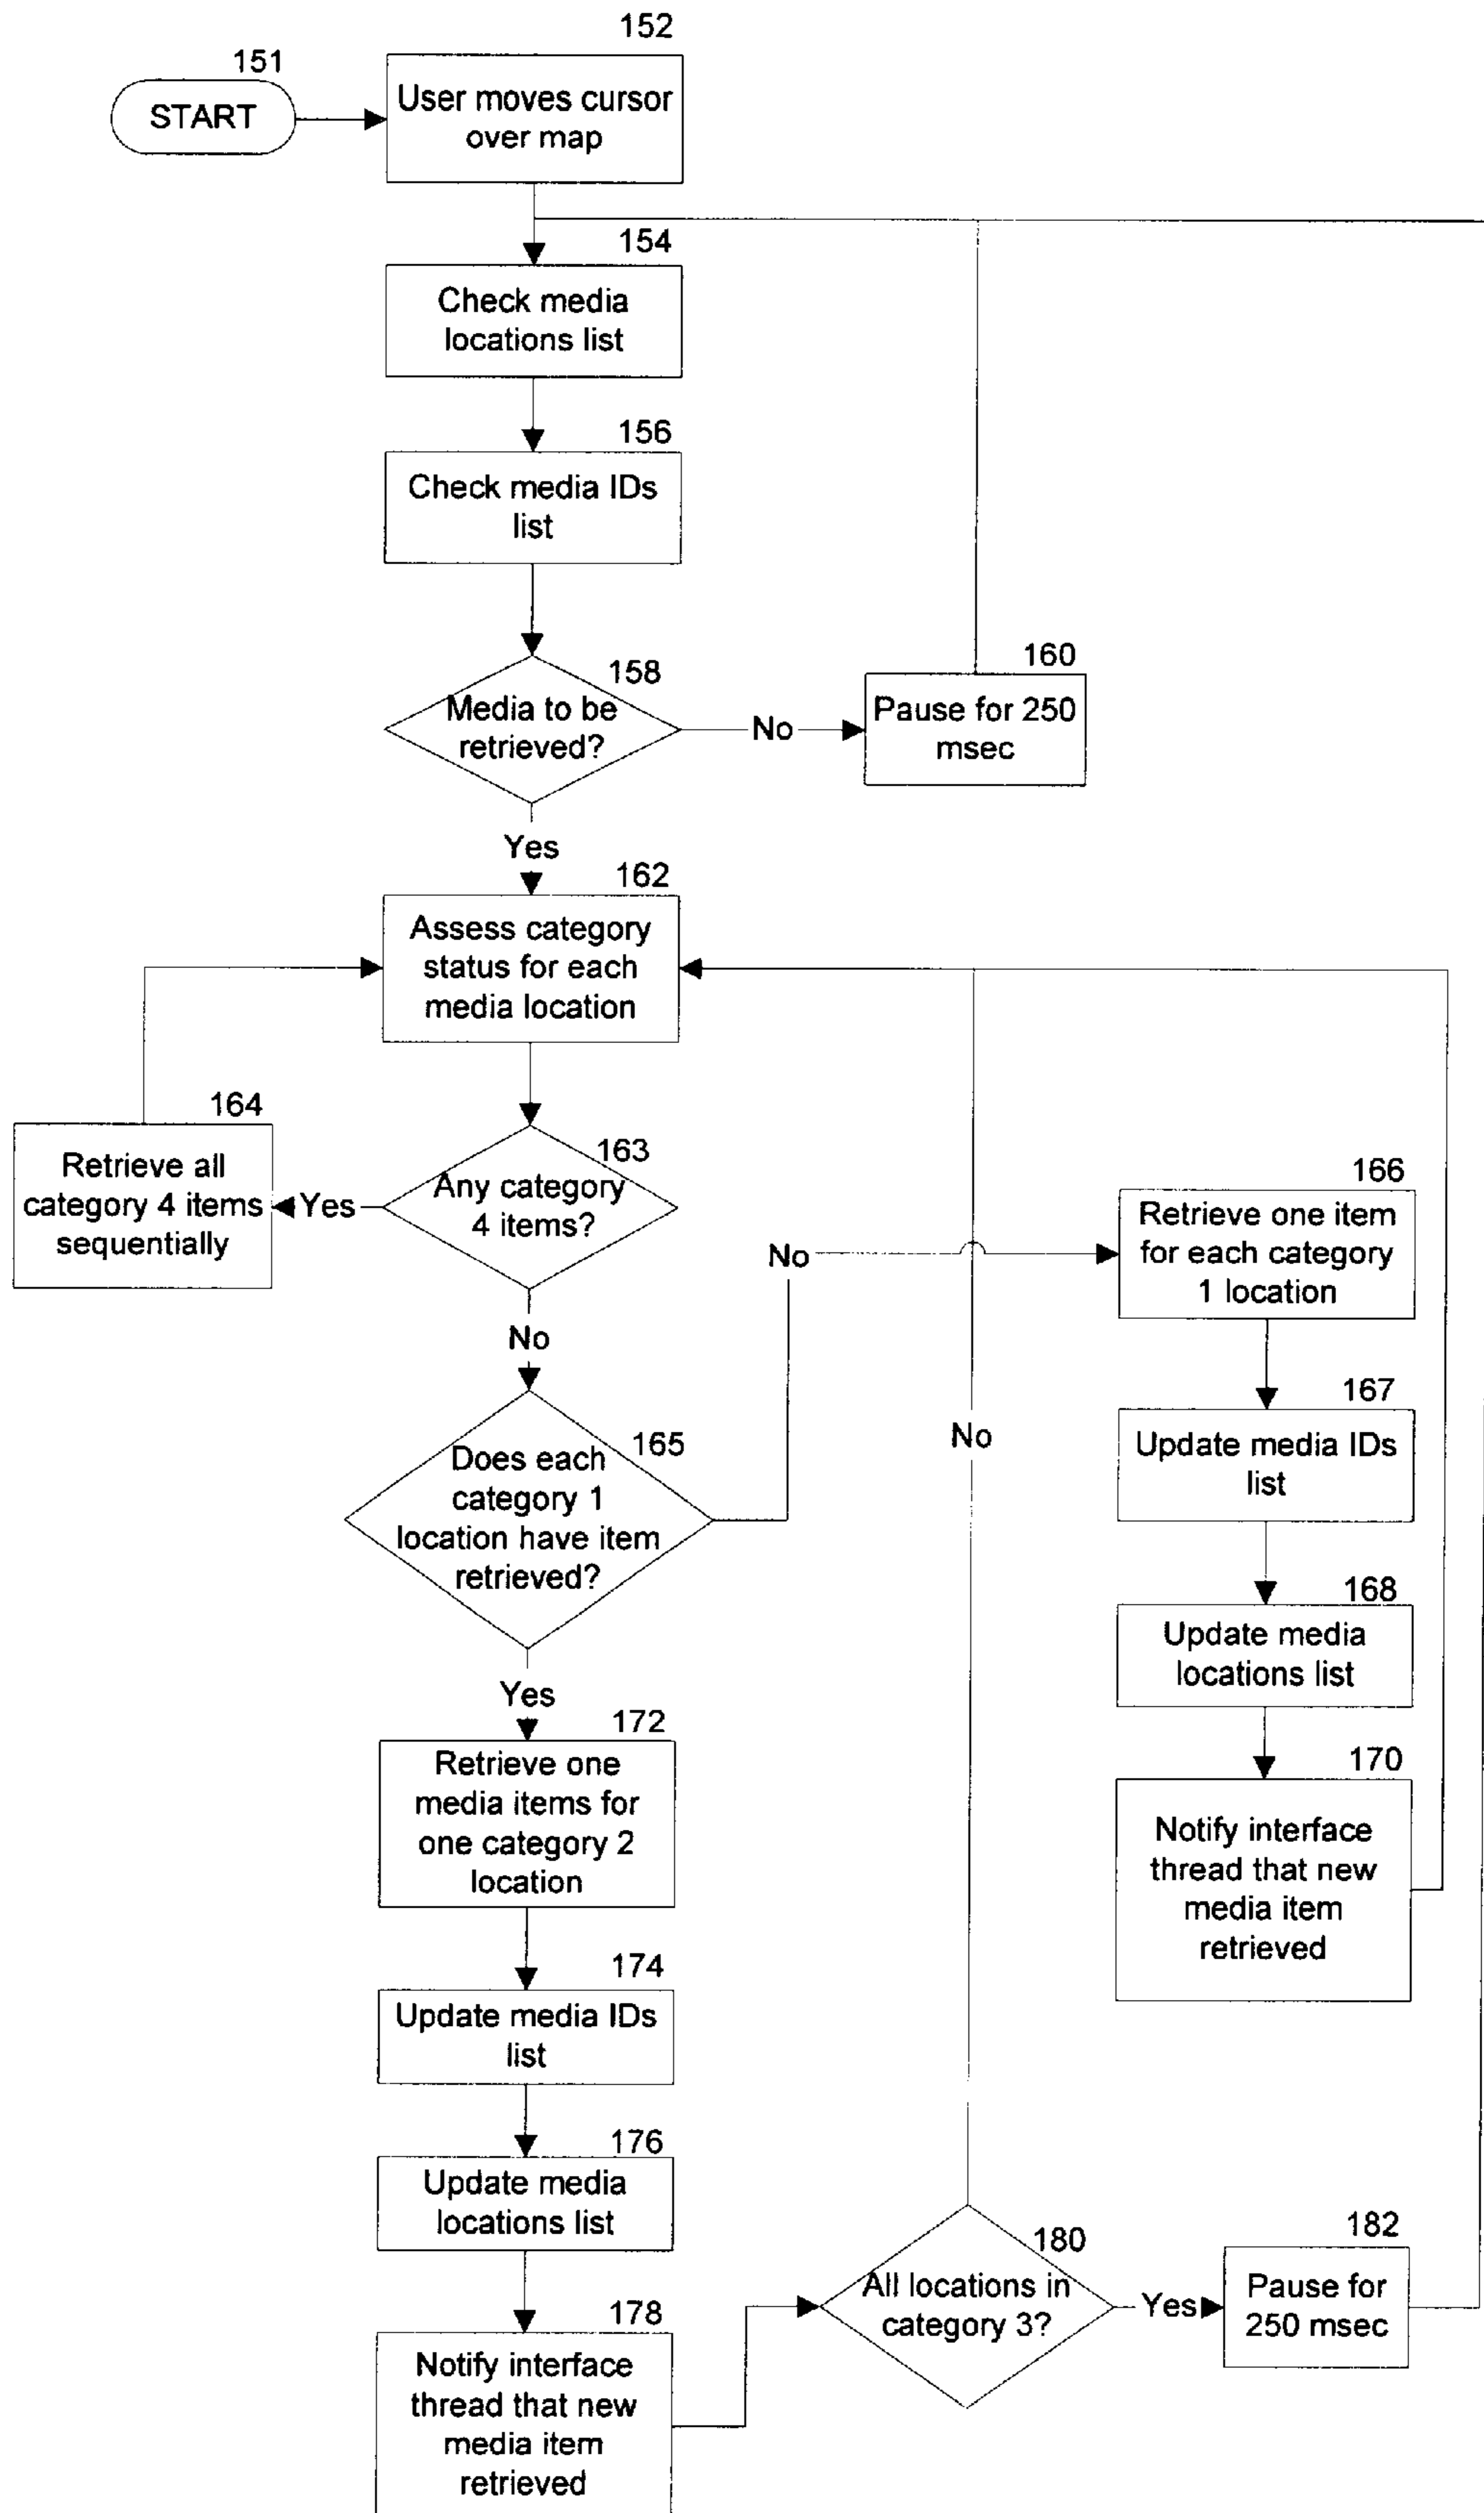 152
151
START
User moves cursor
over map
154
Check media
locations list
156
Check media IDs
list
158
Media to be
retrieved?
No
160
Pause for 250
msec
Yes
162
Assess category
status for each
media location
164
Retrieve all
category 4 items
sequentially
Yes
163
Any category
4 items?
No
No
166
Retrieve one item
for each category
1 location
165
Does each
category 1
location have item
retrieved?
No
167
Update media IDs
list
168
Update media
locations list
Yes
172
Retrieve one
media items for
one category 2
location
170
Notify interface
thread that new
media item
retrieved
174
Update media IDs
list
176
Update media
locations list
180
All locations in
category 3?
Yes
182
Pause for
250 msec
178
Notify interface
thread that new
media item
retrieved